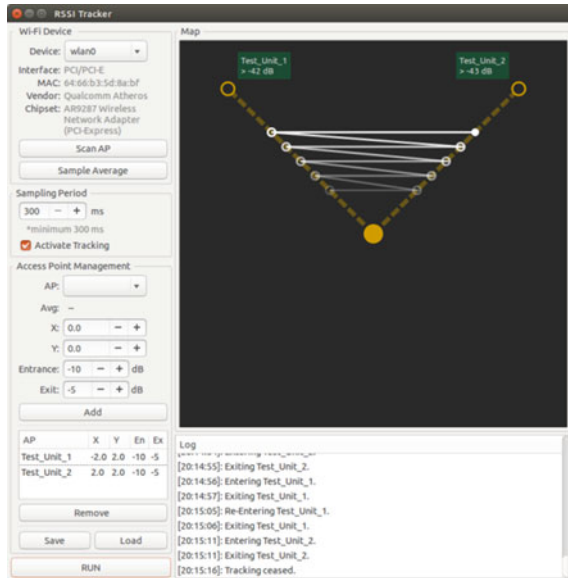 RSSI Tracker
Wi-Fi Device
Device: wlan0
Interface: PCI/PCI-E
MAC: 64:66:b3:5d:8a:bf
Vendor: Qualcomm Atheros
Chipset: AR9287 Wireless
Network Adapter
(PCI-Express)
Scan AP
Sample Average
Sampling Period
300 − + ms
*minimum 300 ms
Activate Tracking
Access Point Management
AP:
Avg: –
X: 0.0 − +
Y: 0.0 − +
Entrance: -10 − + dB
Exit: -5 − + dB
Add
AP X Y En Ex
Test_Unit_1 -2.0 2.0 -10 -5
Test_Unit_2 2.0 2.0 -10 -5
Remove
Save Load
RUN
Map
Test_Unit_1
> -42 dB
Test_Unit_2
> -43 dB
Log
[20:14:55]: Exiting Test_Unit_2.
[20:14:56]: Entering Test_Unit_1.
[20:14:57]: Exiting Test_Unit_1.
[20:15:05]: Re-Entering Test_Unit_1.
[20:15:06]: Exiting Test_Unit_1.
[20:15:11]: Entering Test_Unit_2.
[20:15:11]: Exiting Test_Unit_2.
[20:15:16]: Tracking ceased.